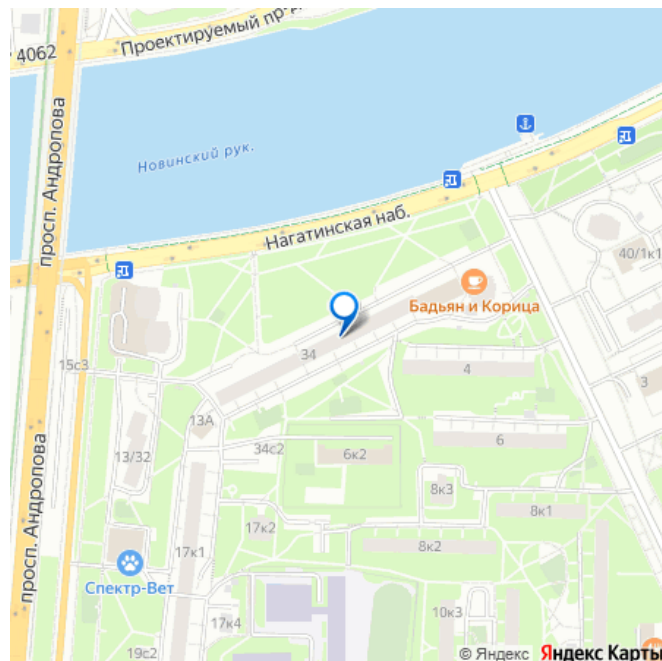 4062
Проектируемый пр-д
просп. Андропова
Новинский рук.
Нагатинская наб.
40/1к1
Бадьян и Корица
34
15с3
4
3
13А
6
34с2
6к2
13/32
8к3
8к1
17к2
17к1
8к2
просп. Андропова
Спектр-Вет
17к4
10к3
19с2
© Яндекс Яндекс Карты